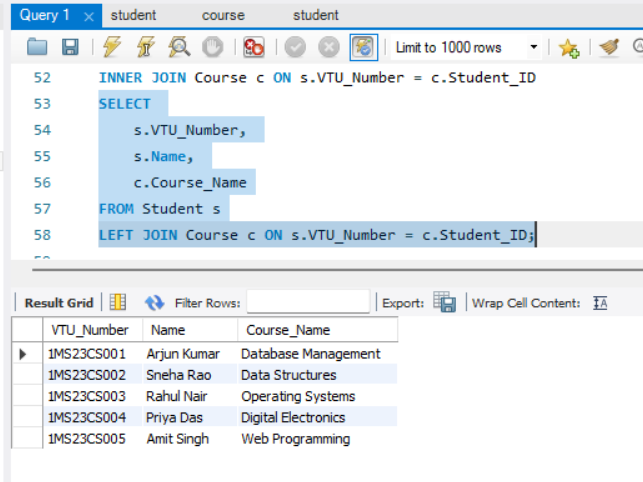 Query 1 × student course student
Limit to 1000 rows
52 INNER JOIN Course c ON s.VTU_Number = c.Student_ID
53 SELECT
54 s.VTU_Number,
55 s.Name,
56 c.Course_Name
57 FROM Student s
58 LEFT JOIN Course c ON s.VTU_Number = c.Student_ID;
Result Grid Filter Rows: Export: Wrap Cell Content: IA
VTU_Number Name Course_Name
1MS23CS001 Arjun Kumar Database Management
1MS23CS002 Sneha Rao Data Structures
1MS23CS003 Rahul Nair Operating Systems
1MS23CS004 Priya Das Digital Electronics
1MS23CS005 Amit Singh Web Programming